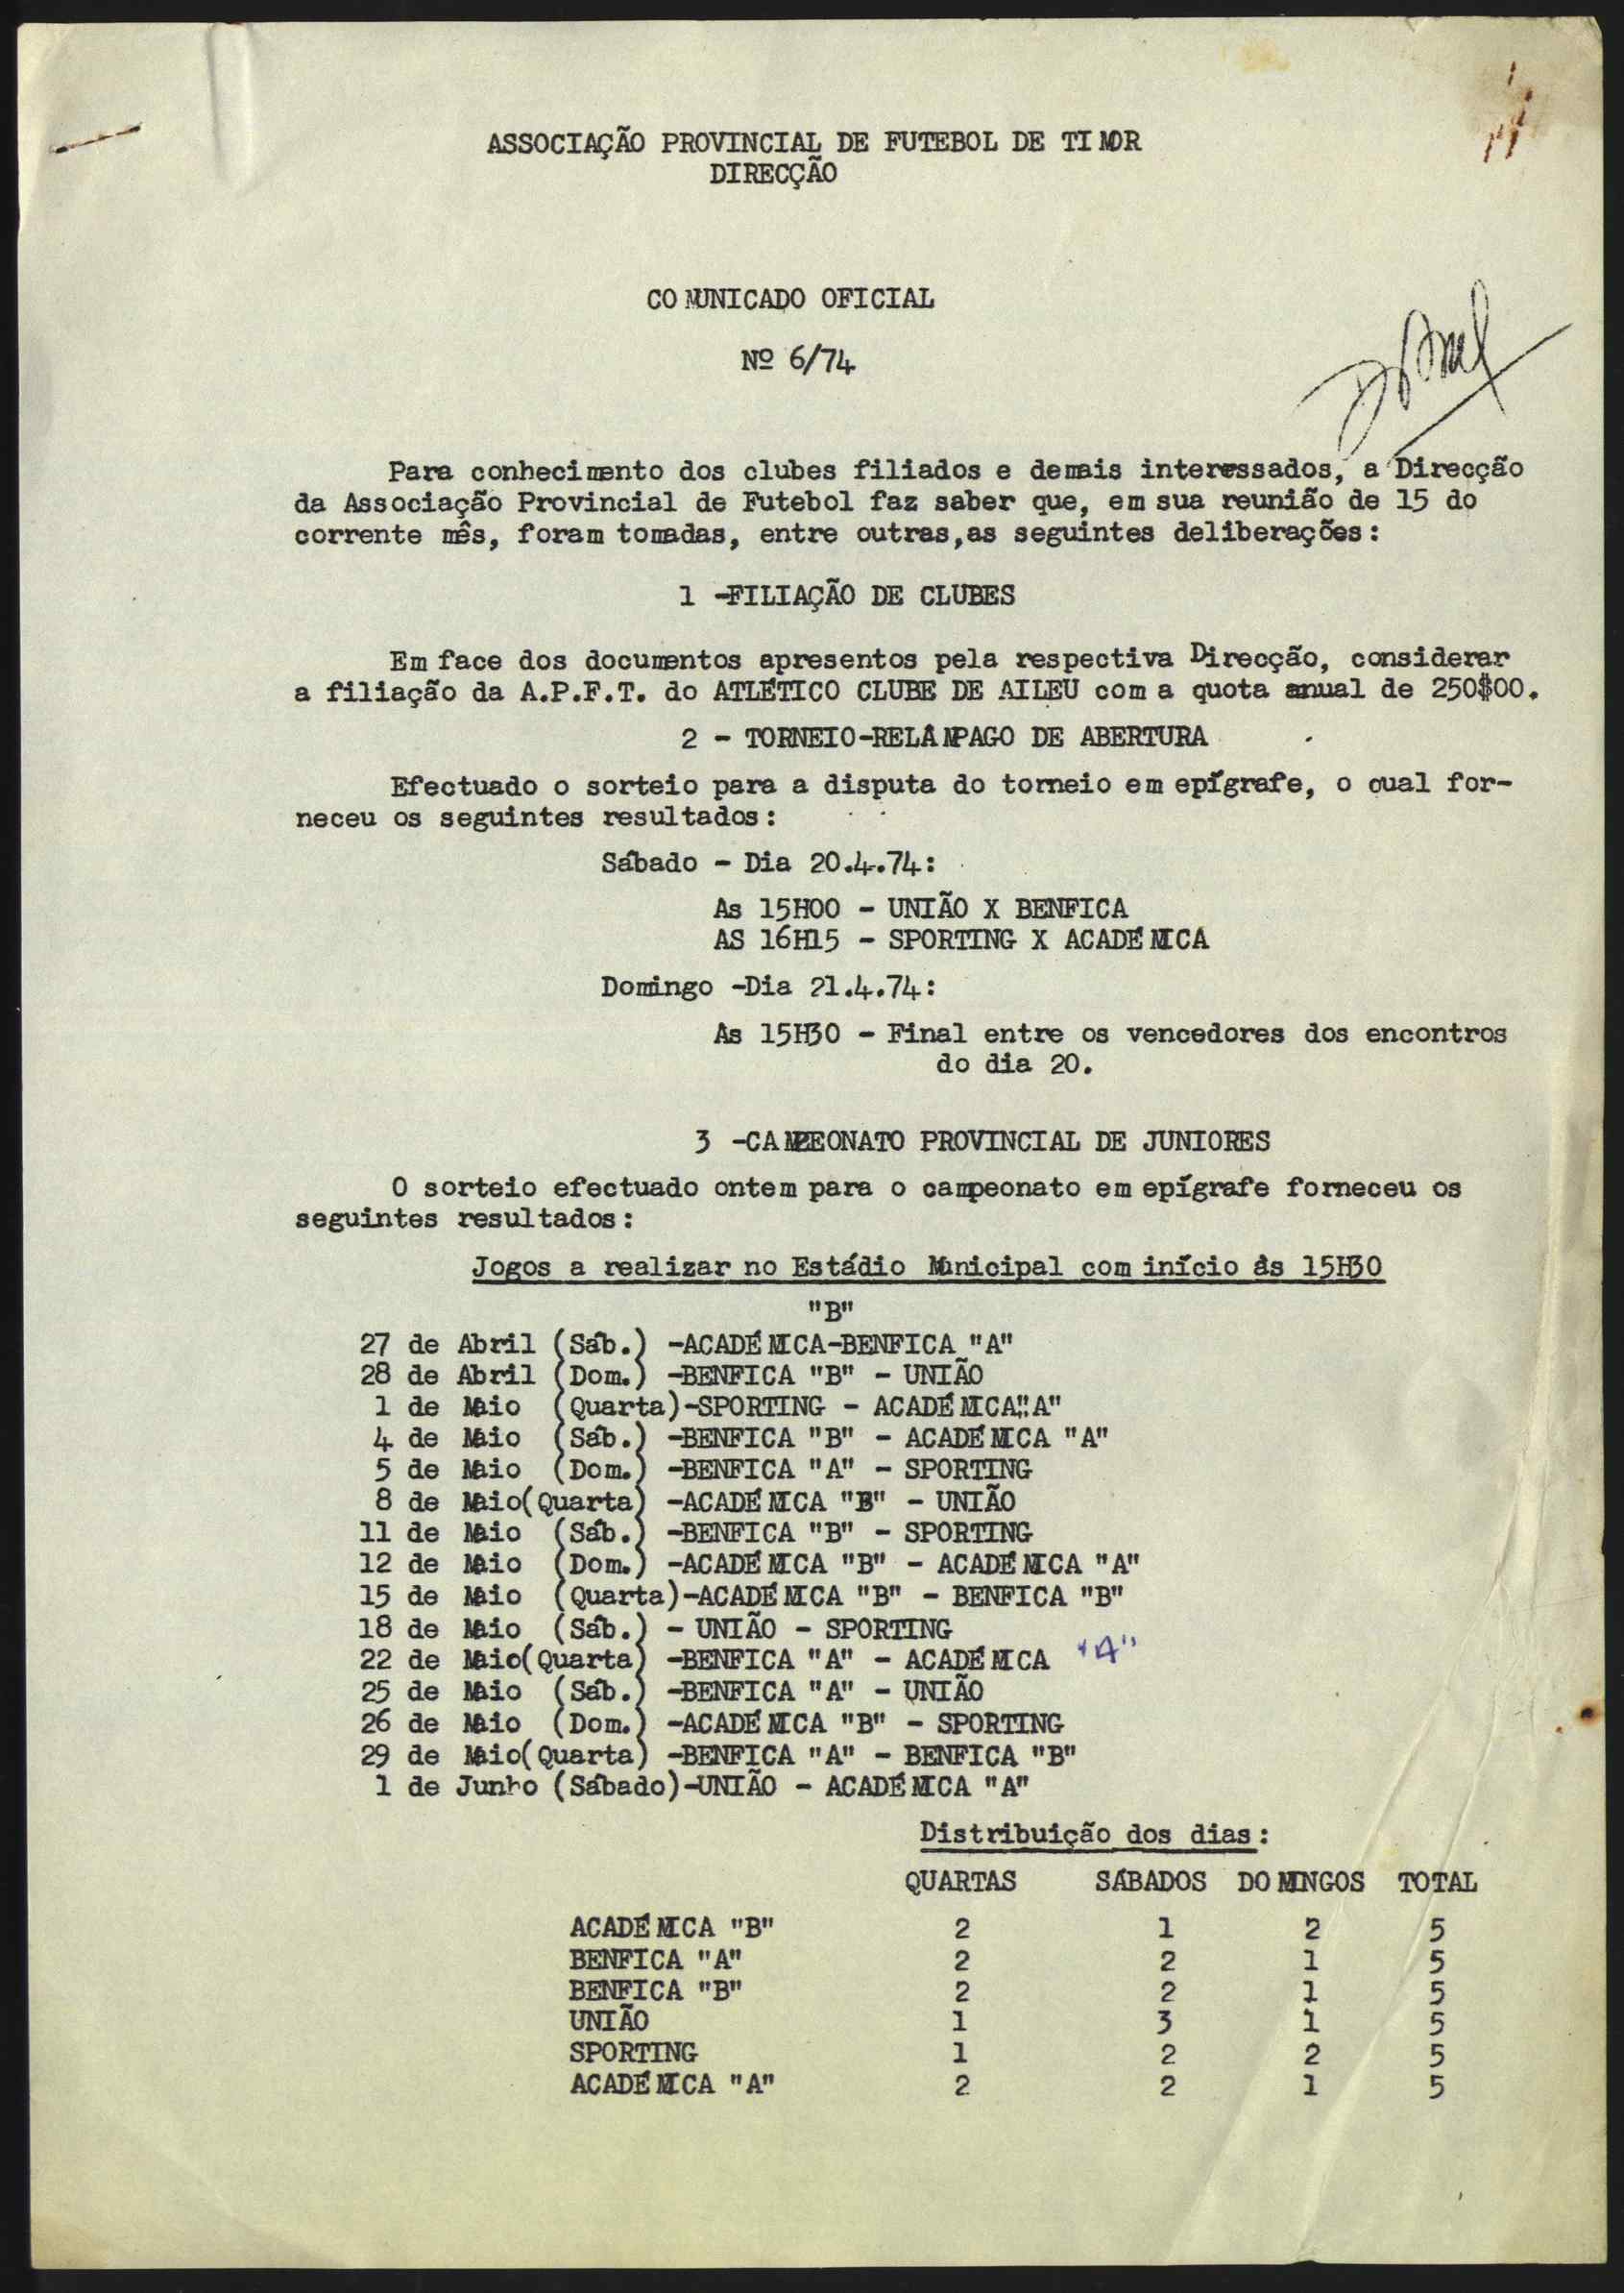 ASSOCIAÇÃO PROVINCIAL DE FUTEBOL DE TIMOR
DIRECÇÃO
COMUNICADO OFICIAL
Nº 6/74
Para conhecimento dos clubes filiados e demais interessados, a Direcção
da Associação Provincial de Futebol faz saber que, em sua reunião de 15 do
corrente mês, foram tomadas, entre outras,as seguintes deliberações:
1 -FILIAÇÃO DE CLUBES
Em face dos documentos apresentos pela respectiva Direcção, considerar
a filiação da A.P.F.T. do ATLÉTICO CLUBE DE AILEU com a quota anual de 250$00.
2 - TORNEIO-RELÂMPAGO DE ABERTURA
Efectuado o sorteio para a disputa do torneio em epígrafe, o qual for-
neceu os seguintes resultados:
Sábado - Dia 20.4.74:
As 15H00 - UNIÃO X BENFICA
AS 16H15 - SPORTING X ACADÉMICA
Domingo -Dia 21.4.74:
As 15H30 - Final entre os vencedores dos encontros
do dia 20.
3 -CAMPEONATO PROVINCIAL DE JUNIORES
O sorteio efectuado ontem para o campeonato em epígrafe forneceu os
seguintes resultados:
Jogos a realizar no Estádio Municipal com início às 15H30
"B"
27 de Abril (Sáb.) -ACADÉMICA-BENFICA "A"
28 de Abril (Dom.) -BENFICA "B" - UNIÃO
1 de Maio (Quarta)-SPORTING - ACADÉMICA"A"
4 de Maio (Sáb.) -BENFICA "B" - ACADÉMICA "A"
5 de Maio (Dom.) -BENFICA "A" - SPORTING
8 de Maio(Quarta) -ACADÉMICA "B" - UNIÃO
11 de Maio (Sáb.) -BENFICA "B" - SPORTING
12 de Maio (Dom.) -ACADÉMICA "B" - ACADÉMICA "A"
15 de Maio (Quarta)-ACADÉMICA "B" - BENFICA "B"
18 de Maio (Sáb.) - UNIÃO - SPORTING
22 de Maio(Quarta) -BENFICA "A" - ACADÉMICA "A"
25 de Maio (Sáb.) -BENFICA "A" - UNIÃO
26 de Maio (Dom.) -ACADÉMICA "B" - SPORTING
29 de Maio(Quarta) -BENFICA "A" - BENFICA "B"
1 de Junho (Sábado)-UNIÃO - ACADÉMICA "A"
Distribuição dos dias:
QUARTAS SÁBADOS DOMINGOS TOTAL
ACADÉMICA "B" 2 1 2 5
BENFICA "A" 2 2 1 5
BENFICA "B" 2 2 1 5
UNIÃO 1 3 1 5
SPORTING 1 2 2 5
ACADÉMICA "A" 2 2 1 5